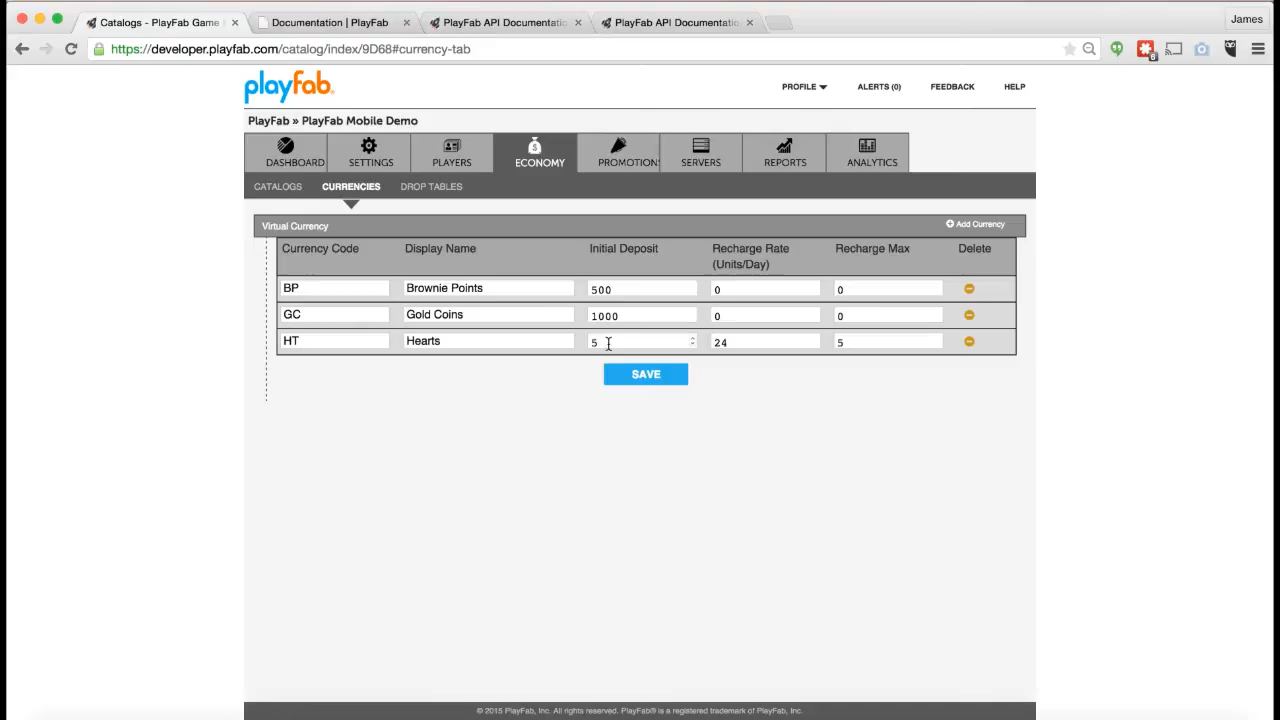 Catalogs - PlayFab Game
Documentation | PlayFab
PlayFab API Documentatio
PlayFab API Documentatio
James
https://developer.playfab.com/catalog/index/9D68#currency-tab
6
playfab
PROFILE
ALERTS (0)
FEEDBACK
HELP
PlayFab » PlayFab Mobile Demo
DASHBOARD
SETTINGS
PLAYERS
ECONOMY
PROMOTION
SERVERS
REPORTS
ANALYTICS
CATALOGS
CURRENCIES
DROP TABLES
Virtual Currency
Add Currency
Currency Code
Display Name
Initial Deposit
Recharge Rate
(Units/Day)
Recharge Max
Delete
BP
Brownie Points
500
0
0
GC
Gold Coins
1000
0
0
HT
Hearts
5
24
5
SAVE
© 2015 PlayFab, Inc. All rights reserved. PlayFab® is a registered trademark of PlayFab, Inc.